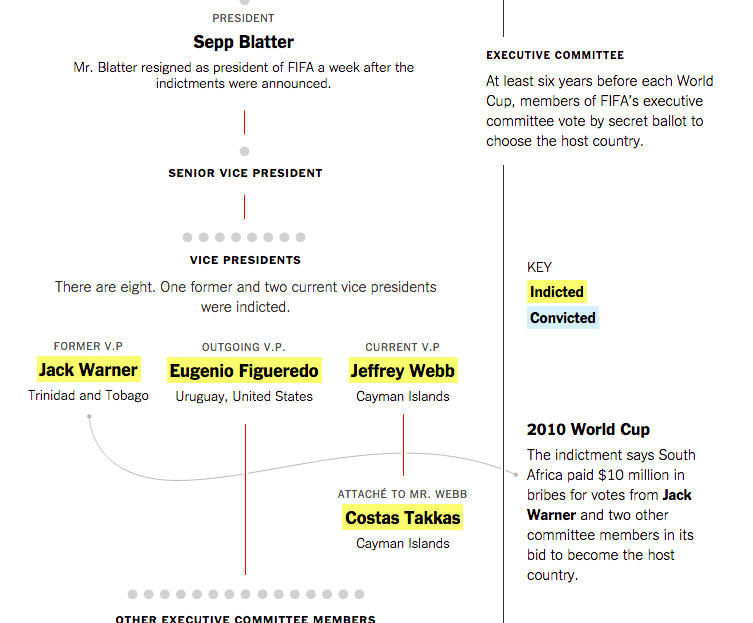 PRESIDENT
Sepp Blatter
Mr. Blatter resigned as president of FIFA a week after the
indictments were announced.
SENIOR VICE PRESIDENT
VICE PRESIDENTS
There are eight. One former and two current vice presidents
were indicted.
FORMER V.P
Jack Warner
Trinidad and Tobago
OUTGOING V.P.
Eugenio Figueredo
Uruguay, United States
CURRENT V.P
Jeffrey Webb
Cayman Islands
ATTACHÉ TO MR. WEBB
Costas Takkas
Cayman Islands
OTHER EXECUTIVE COMMITTEE MEMBERS
EXECUTIVE COMMITTEE
At least six years before each World
Cup, members of FIFA's executive
committee vote by secret ballot to
choose the host country.
KEY
Indicted
Convicted
2010 World Cup
The indictment says South
Africa paid $10 million in
bribes for votes from Jack
Warner and two other
committee members in its
bid to become the host
country.